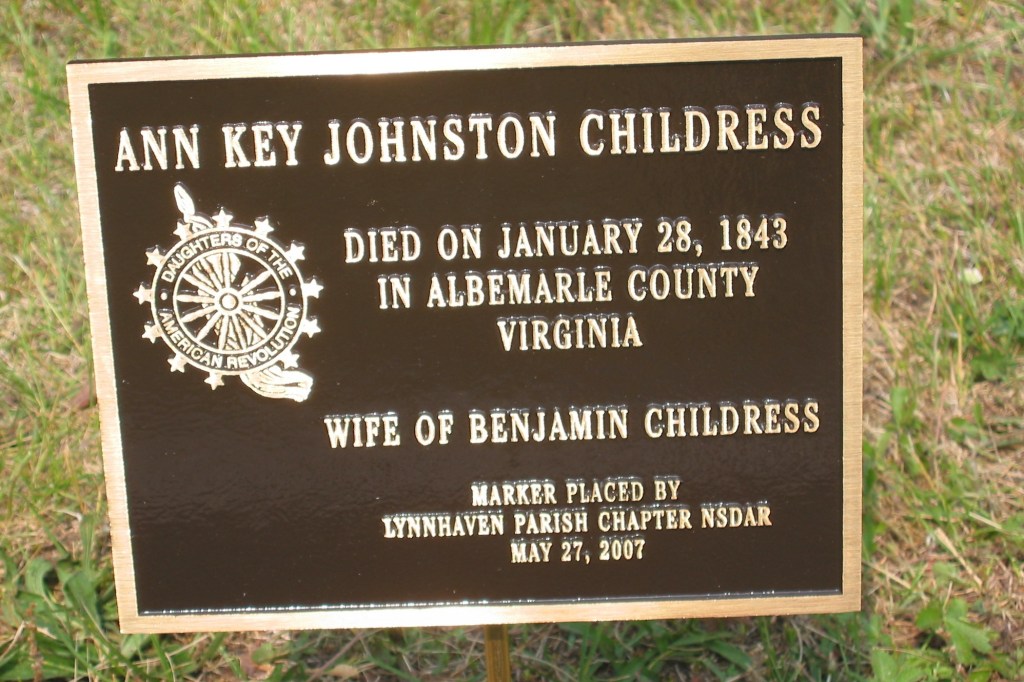 ANN KEY JOHNSTON CHILDRESS
DAUGHTERS OF THE
AMERICAN REVOLUTION
DIED ON JANUARY 28, 1843
IN ALBEMARLE COUNTY
VIRGINIA
WIFE OF BENJAMIN CHILDRESS
MARKER PLACED BY
LYNNHAVEN PARISH CHAPTER NSDAR
MAY 27, 2007